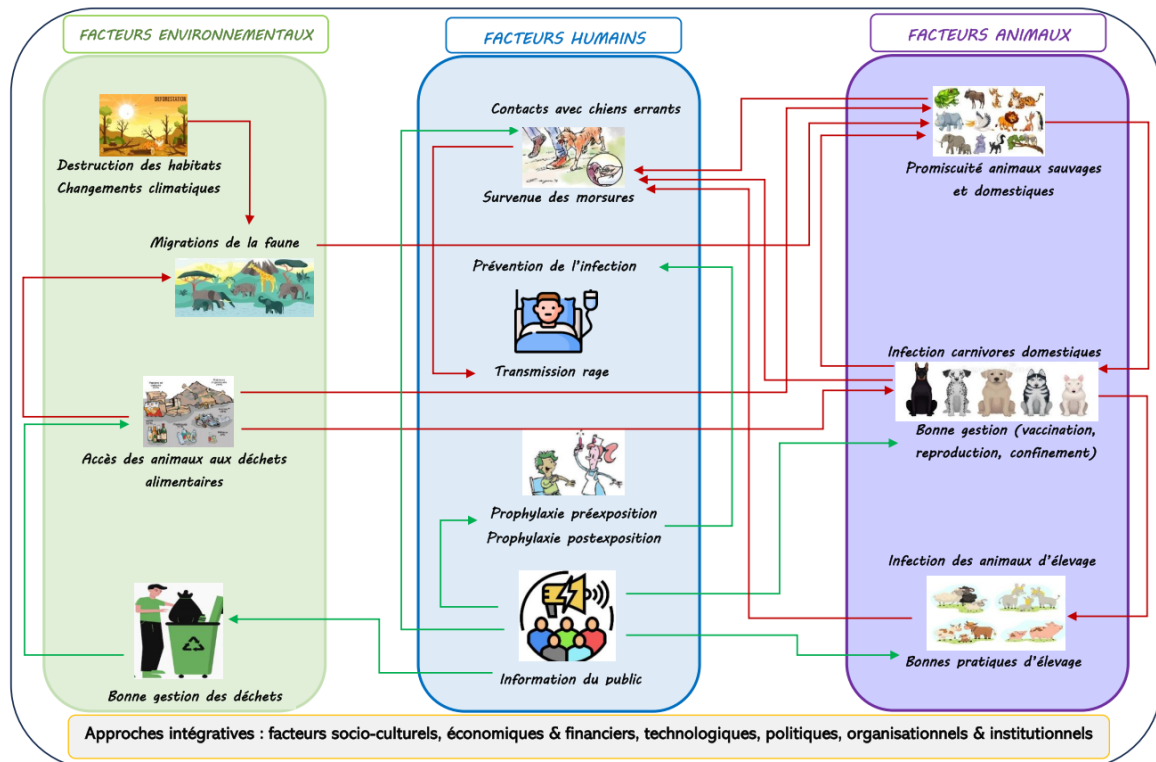 FACTEURS ENVIRONNEMENTAUX
DEFORESTATION
Destruction des habitats
Changements climatiques
Migrations de la faune
Accès des animaux aux déchets
alimentaires
Bonne gestion des déchets
FACTEURS HUMAINS
Contacts avec chiens errants
Survenue des morsures
Prévention de l'infection
Transmission rage
Prophylaxie préexposition
Prophylaxie postexposition
Information du public
FACTEURS ANIMAUX
Promiscuité animaux sauvages
et domestiques
Infection carnivores domestiques
Bonne gestion (vaccination,
reproduction, confinement)
Infection des animaux d'élevage
Bonnes pratiques d'élevage
Approches intégratives : facteurs socio-culturels, économiques & financiers, technologiques, politiques, organisationnels & institutionnels